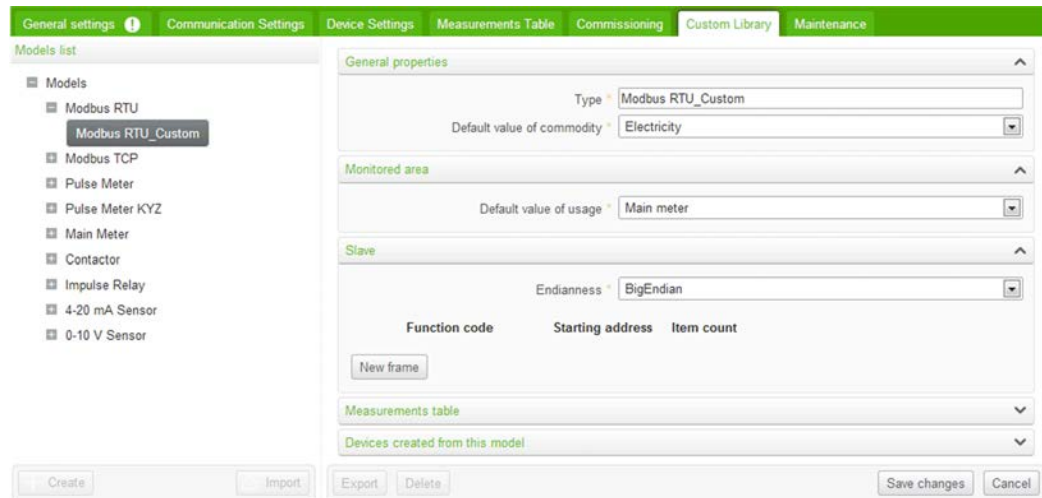 General settings ! Communication Settings Device Settings Measurements Table Commissioning Custom Library Maintenance
Models list
Models
Modbus RTU
Modbus RTU_Custom
Modbus TCP
Pulse Meter
Pulse Meter KYZ
Main Meter
Contactor
Impulse Relay
4-20 mA Sensor
0-10 V Sensor
Create Import
General properties
Type * Modbus RTU_Custom
Default value of commodity * Electricity
Monitored area
Default value of usage * Main meter
Slave
Endianness * BigEndian
Function code Starting address Item count
New frame
Measurements table
Devices created from this model
Export Delete Save changes Cancel